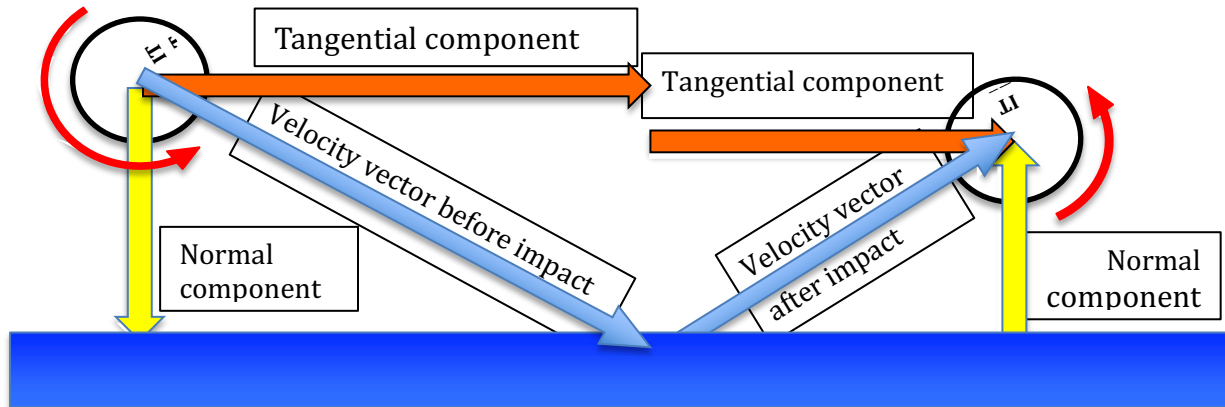 Tangential component
Tangential component
Velocity vector before impact
Velocity vector
after impact
Normal
component
Normal
component